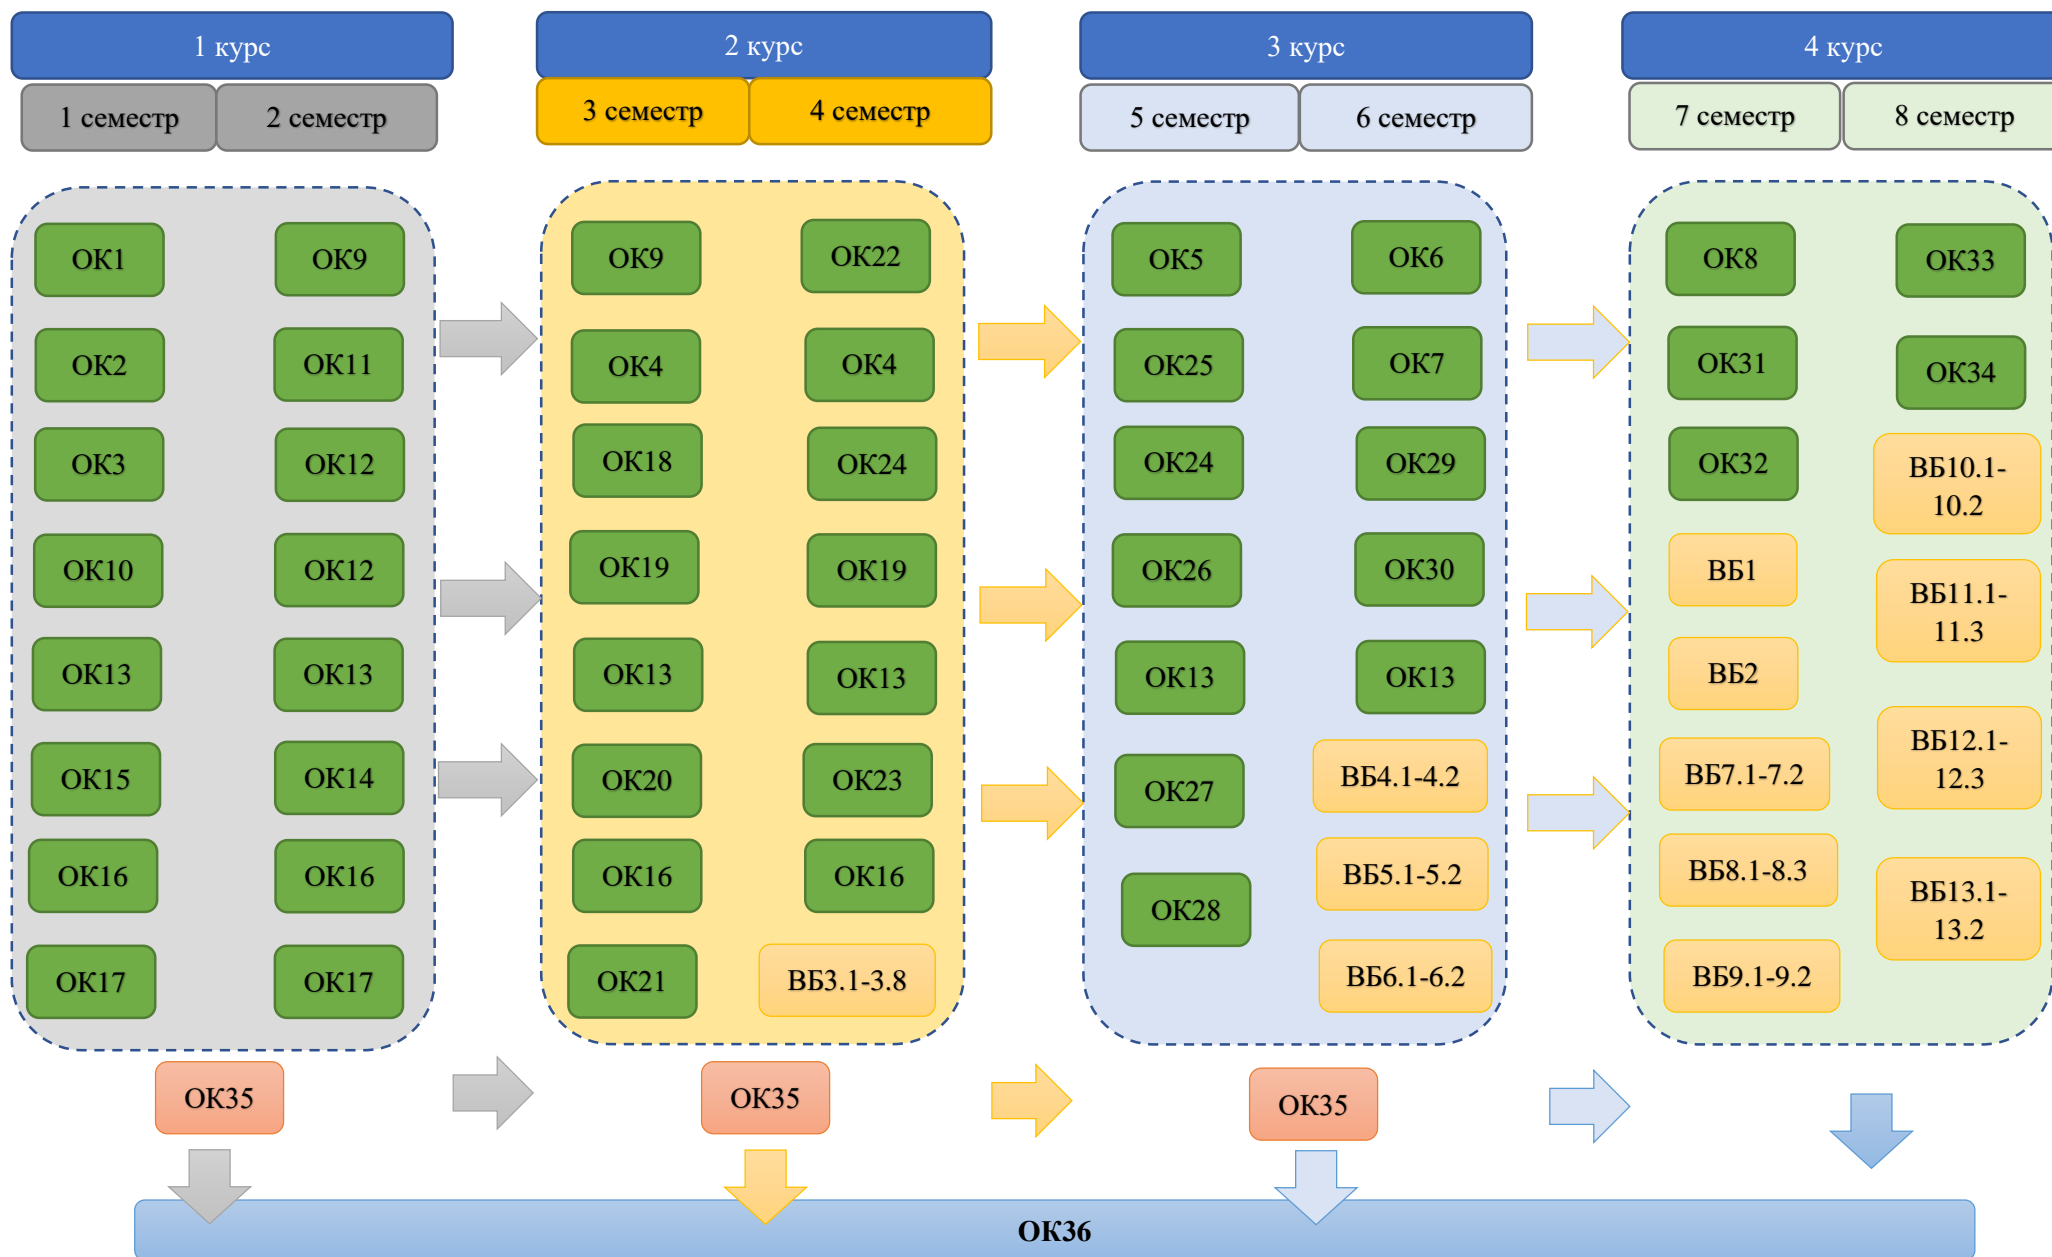 1 курс
2 курс
3 курс
4 курс
1 семестр
2 семестр
3 семестр
4 семестр
5 семестр
6 семестр
7 семестр
8 семестр
ОК1
ОК9
ОК2
ОК11
ОК3
ОК12
ОК10
ОК12
ОК13
ОК13
ОК15
ОК14
ОК16
ОК16
ОК17
ОК17
ОК9
ОК22
ОК4
ОК4
ОК18
ОК24
ОК19
ОК19
ОК13
ОК13
ОК20
ОК23
ОК16
ОК16
ОК21
ВБ3.1-3.8
ОК5
ОК6
ОК25
ОК7
ОК24
ОК29
ОК26
ОК30
ОК13
ОК13
ОК27
ВБ4.1-4.2
ОК28
ВБ5.1-5.2
ВБ6.1-6.2
ОК8
ОК33
ОК31
ОК34
ОК32
ВБ10.1-
10.2
ВБ1
ВБ11.1-
11.3
ВБ2
ВБ7.1-7.2
ВБ12.1-
12.3
ВБ8.1-8.3
ВБ13.1-
13.2
ВБ9.1-9.2
ОК35
ОК35
ОК35
ОК36